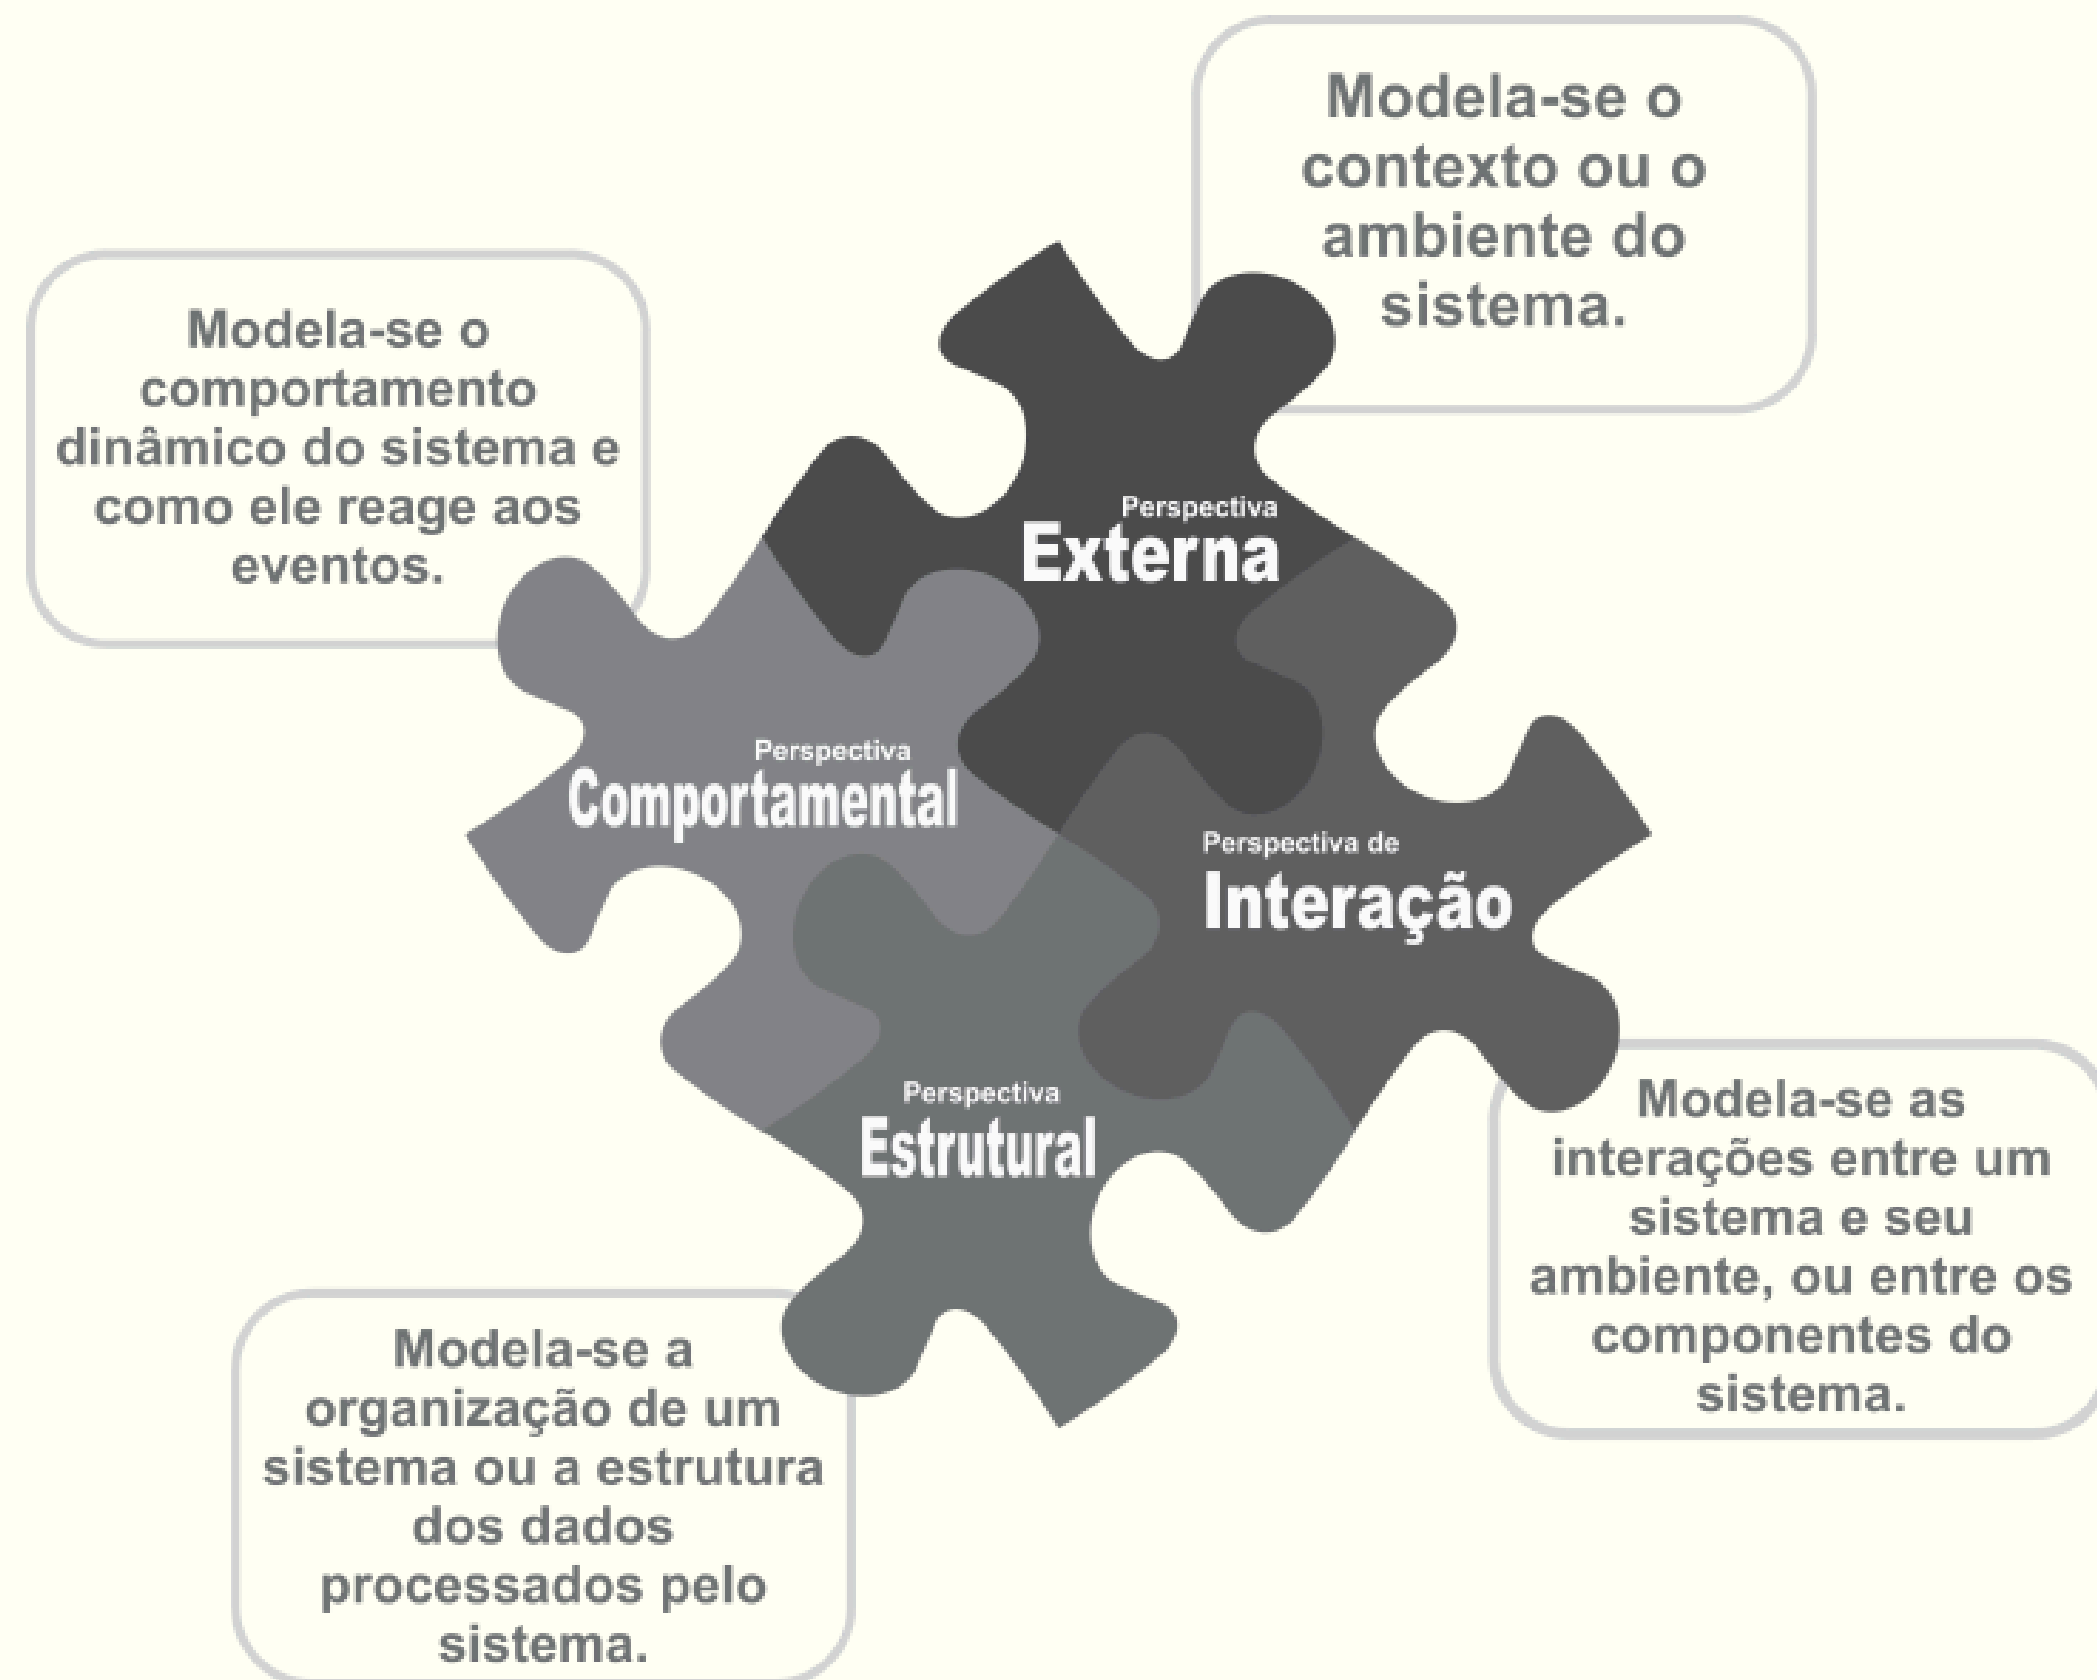 Modela-se o
contexto ou o
ambiente do
sistema.
Modela-se o
comportamento
dinâmico do sistema e
como ele reage aos
eventos.
Perspectiva
Externa
Perspectiva
Comportamental
Perspectiva de
Interação
Perspectiva
Estrutural
Modela-se as
interações entre um
sistema e seu
ambiente, ou entre os
componentes do
sistema.
Modela-se a
organização de um
sistema ou a estrutura
dos dados
processados pelo
sistema.